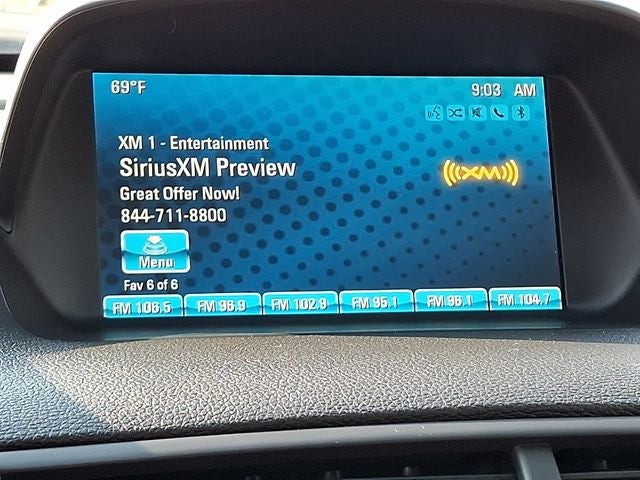 69°F
9:03 AM
XM 1 - Entertainment
SiriusXM Preview
((XM))
Great Offer Now!
844-711-8800
Menu
Fav 6 of 6
FM 106.5 FM 96.9 FM 102.9 FM 95.1 FM 96.1 FM 104.7